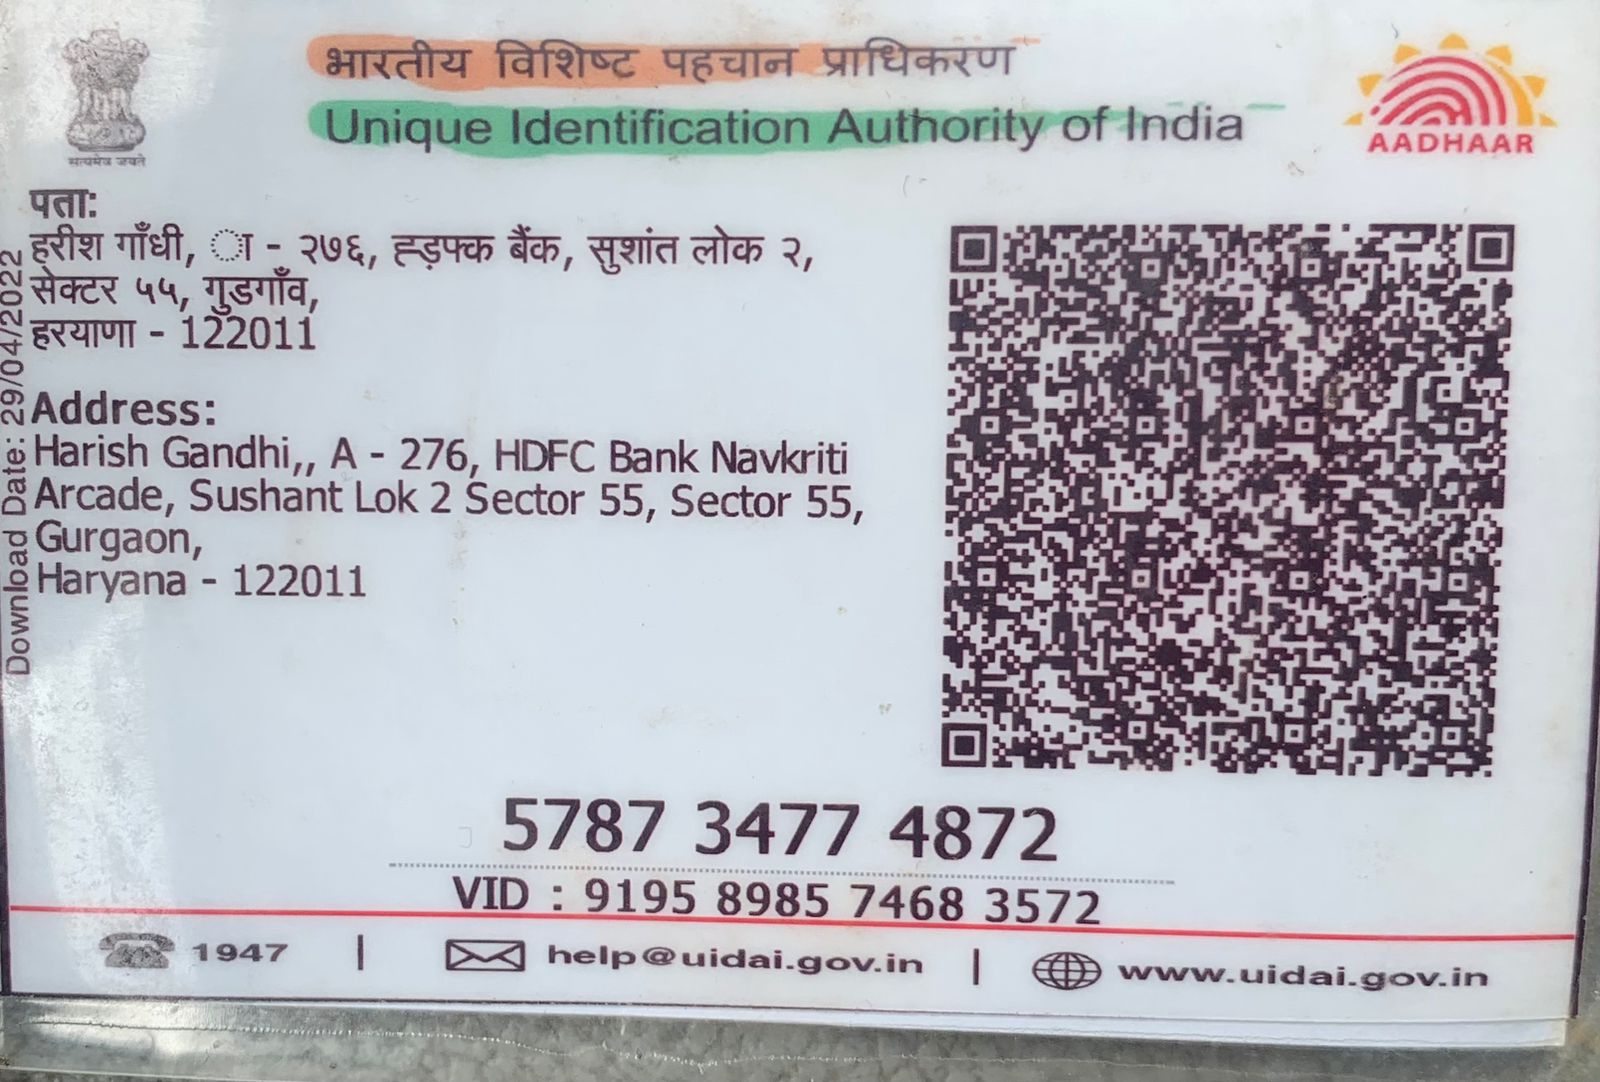 भारतीय विशिष्ट पहचान प्राधिकरण
Unique Identification Authority of India
सत्यमेव जयते
AADHAAR
पता:
हरीश गाँधी, ा - २७६, ह्ड़फ्क बैंक, सुशांत लोक २,
सेक्टर ५५, गुडगाँव,
हरयाणा - 122011
Download Date: 29/04/2022
Address:
Harish Gandhi,, A - 276, HDFC Bank Navkriti
Arcade, Sushant Lok 2 Sector 55, Sector 55,
Gurgaon,
Haryana - 122011
5787 3477 4872
VID : 9195 8985 7468 3572
1947 | help@uidai.gov.in | www.uidai.gov.in